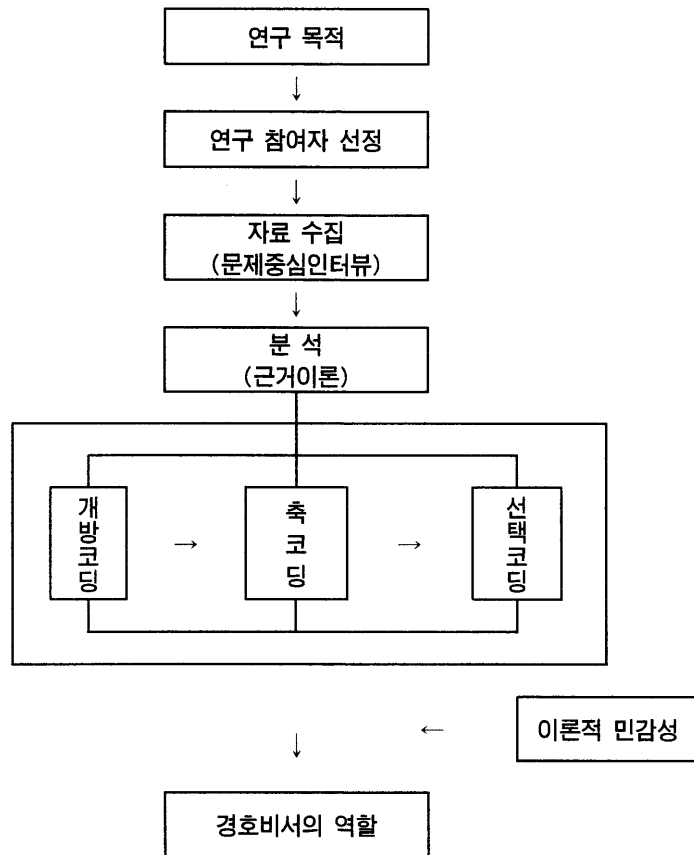 연구 목적
↓
연구 참여자 선정
↓
자료 수집
(문제중심인터뷰)
↓
분 석
(근거이론)
개방코딩 → 축코딩 → 선택코딩
← 이론적 민감성
↓
경호비서의 역할